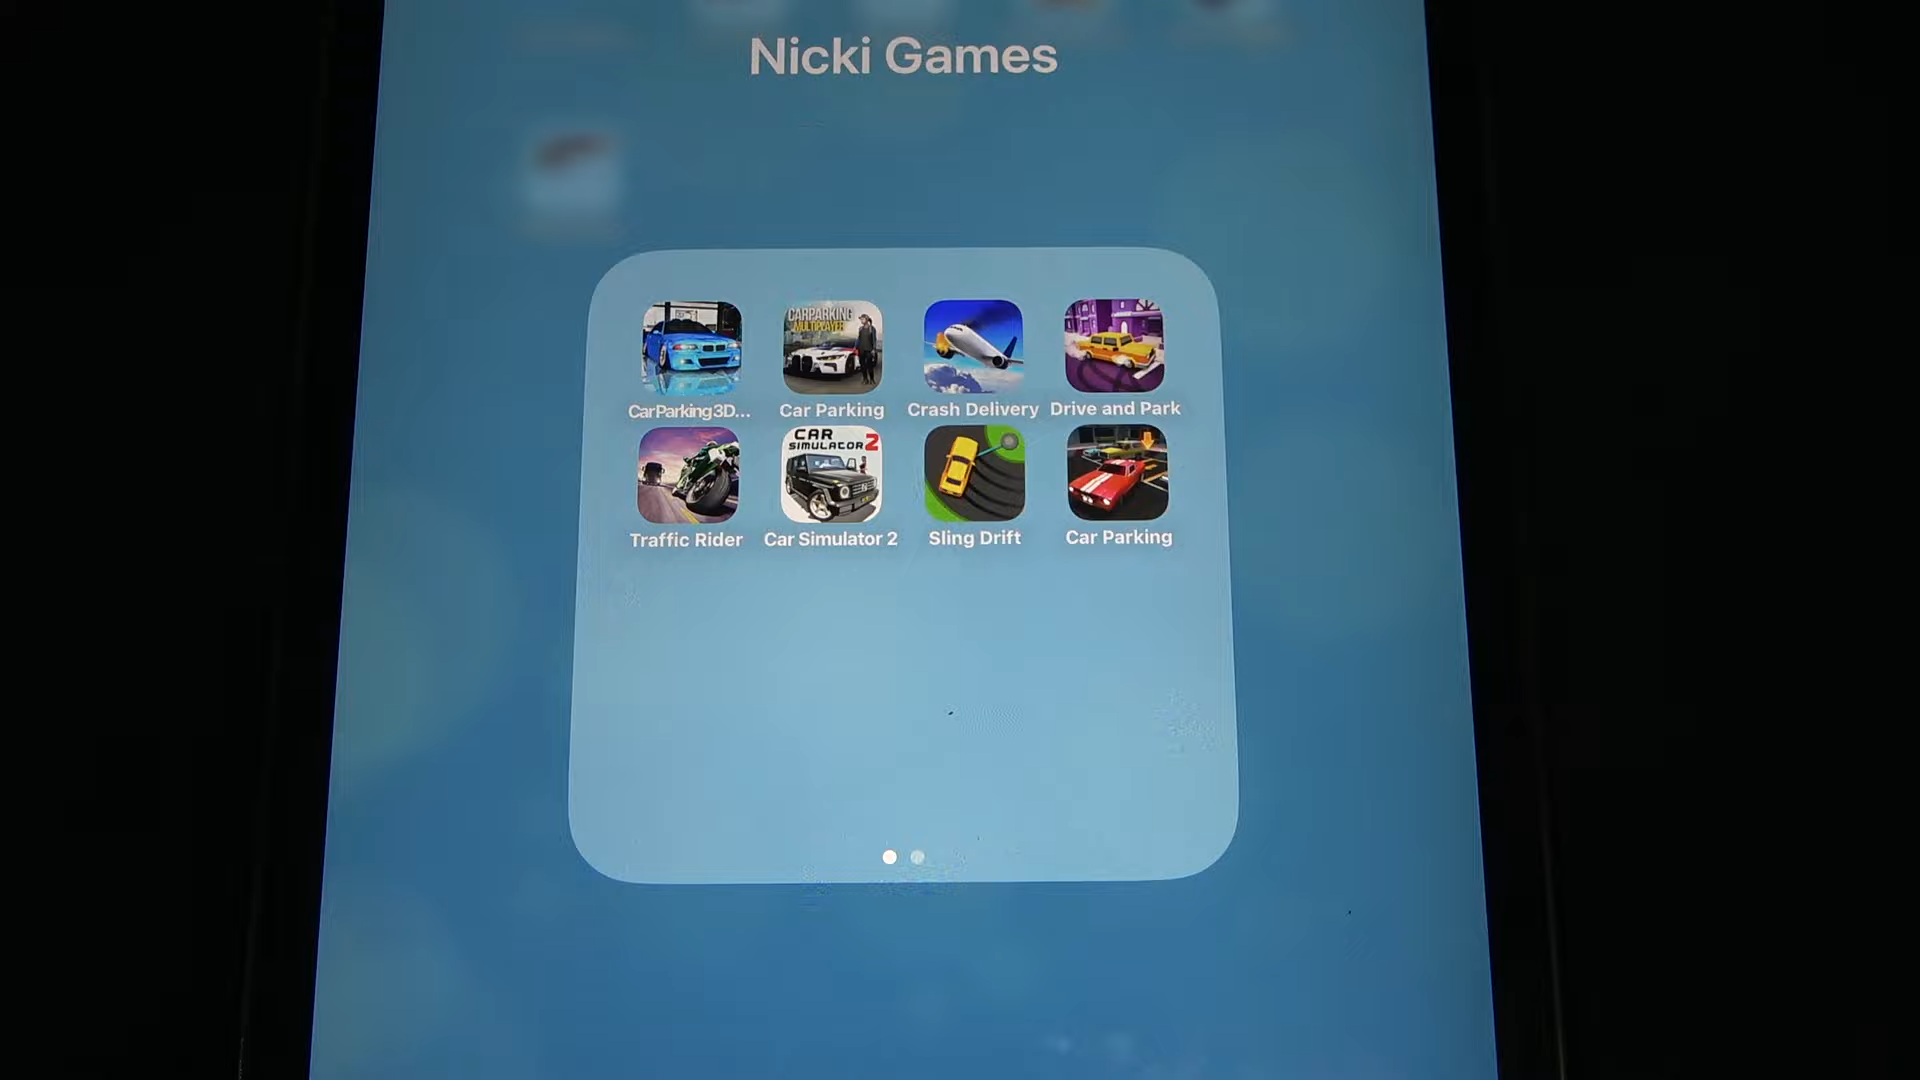 Nicki Games
CARPARKING
MULTIPLAYER
CarParking3D...
Car Parking
Crash Delivery
Drive and Park
CAR
SIMULATOR 2
Traffic Rider
Car Simulator 2
Sling Drift
Car Parking